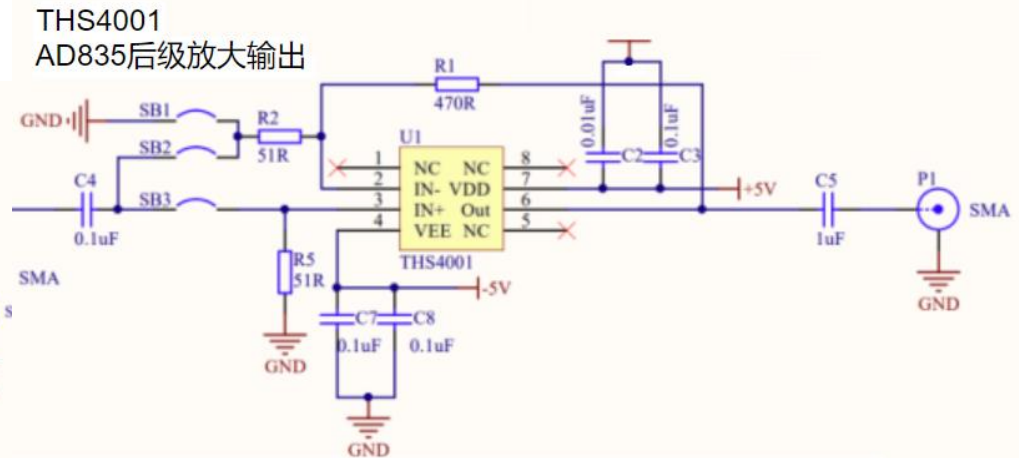 THS4001
AD835后级放大输出
R1
470R
GND
SB1
R2
51R
SB2
SB3
C4
0.1uF
SMA
R5
51R
GND
U1
1
2
3
4
NC NC
IN- VDD
IN+ Out
VEE NC
8
7
6
5
THS4001
0.01uF
C2
0.1uF
C3
+5V
-5V
C7
C8
0.1uF
0.1uF
GND
C5
1uF
P1
SMA
GND